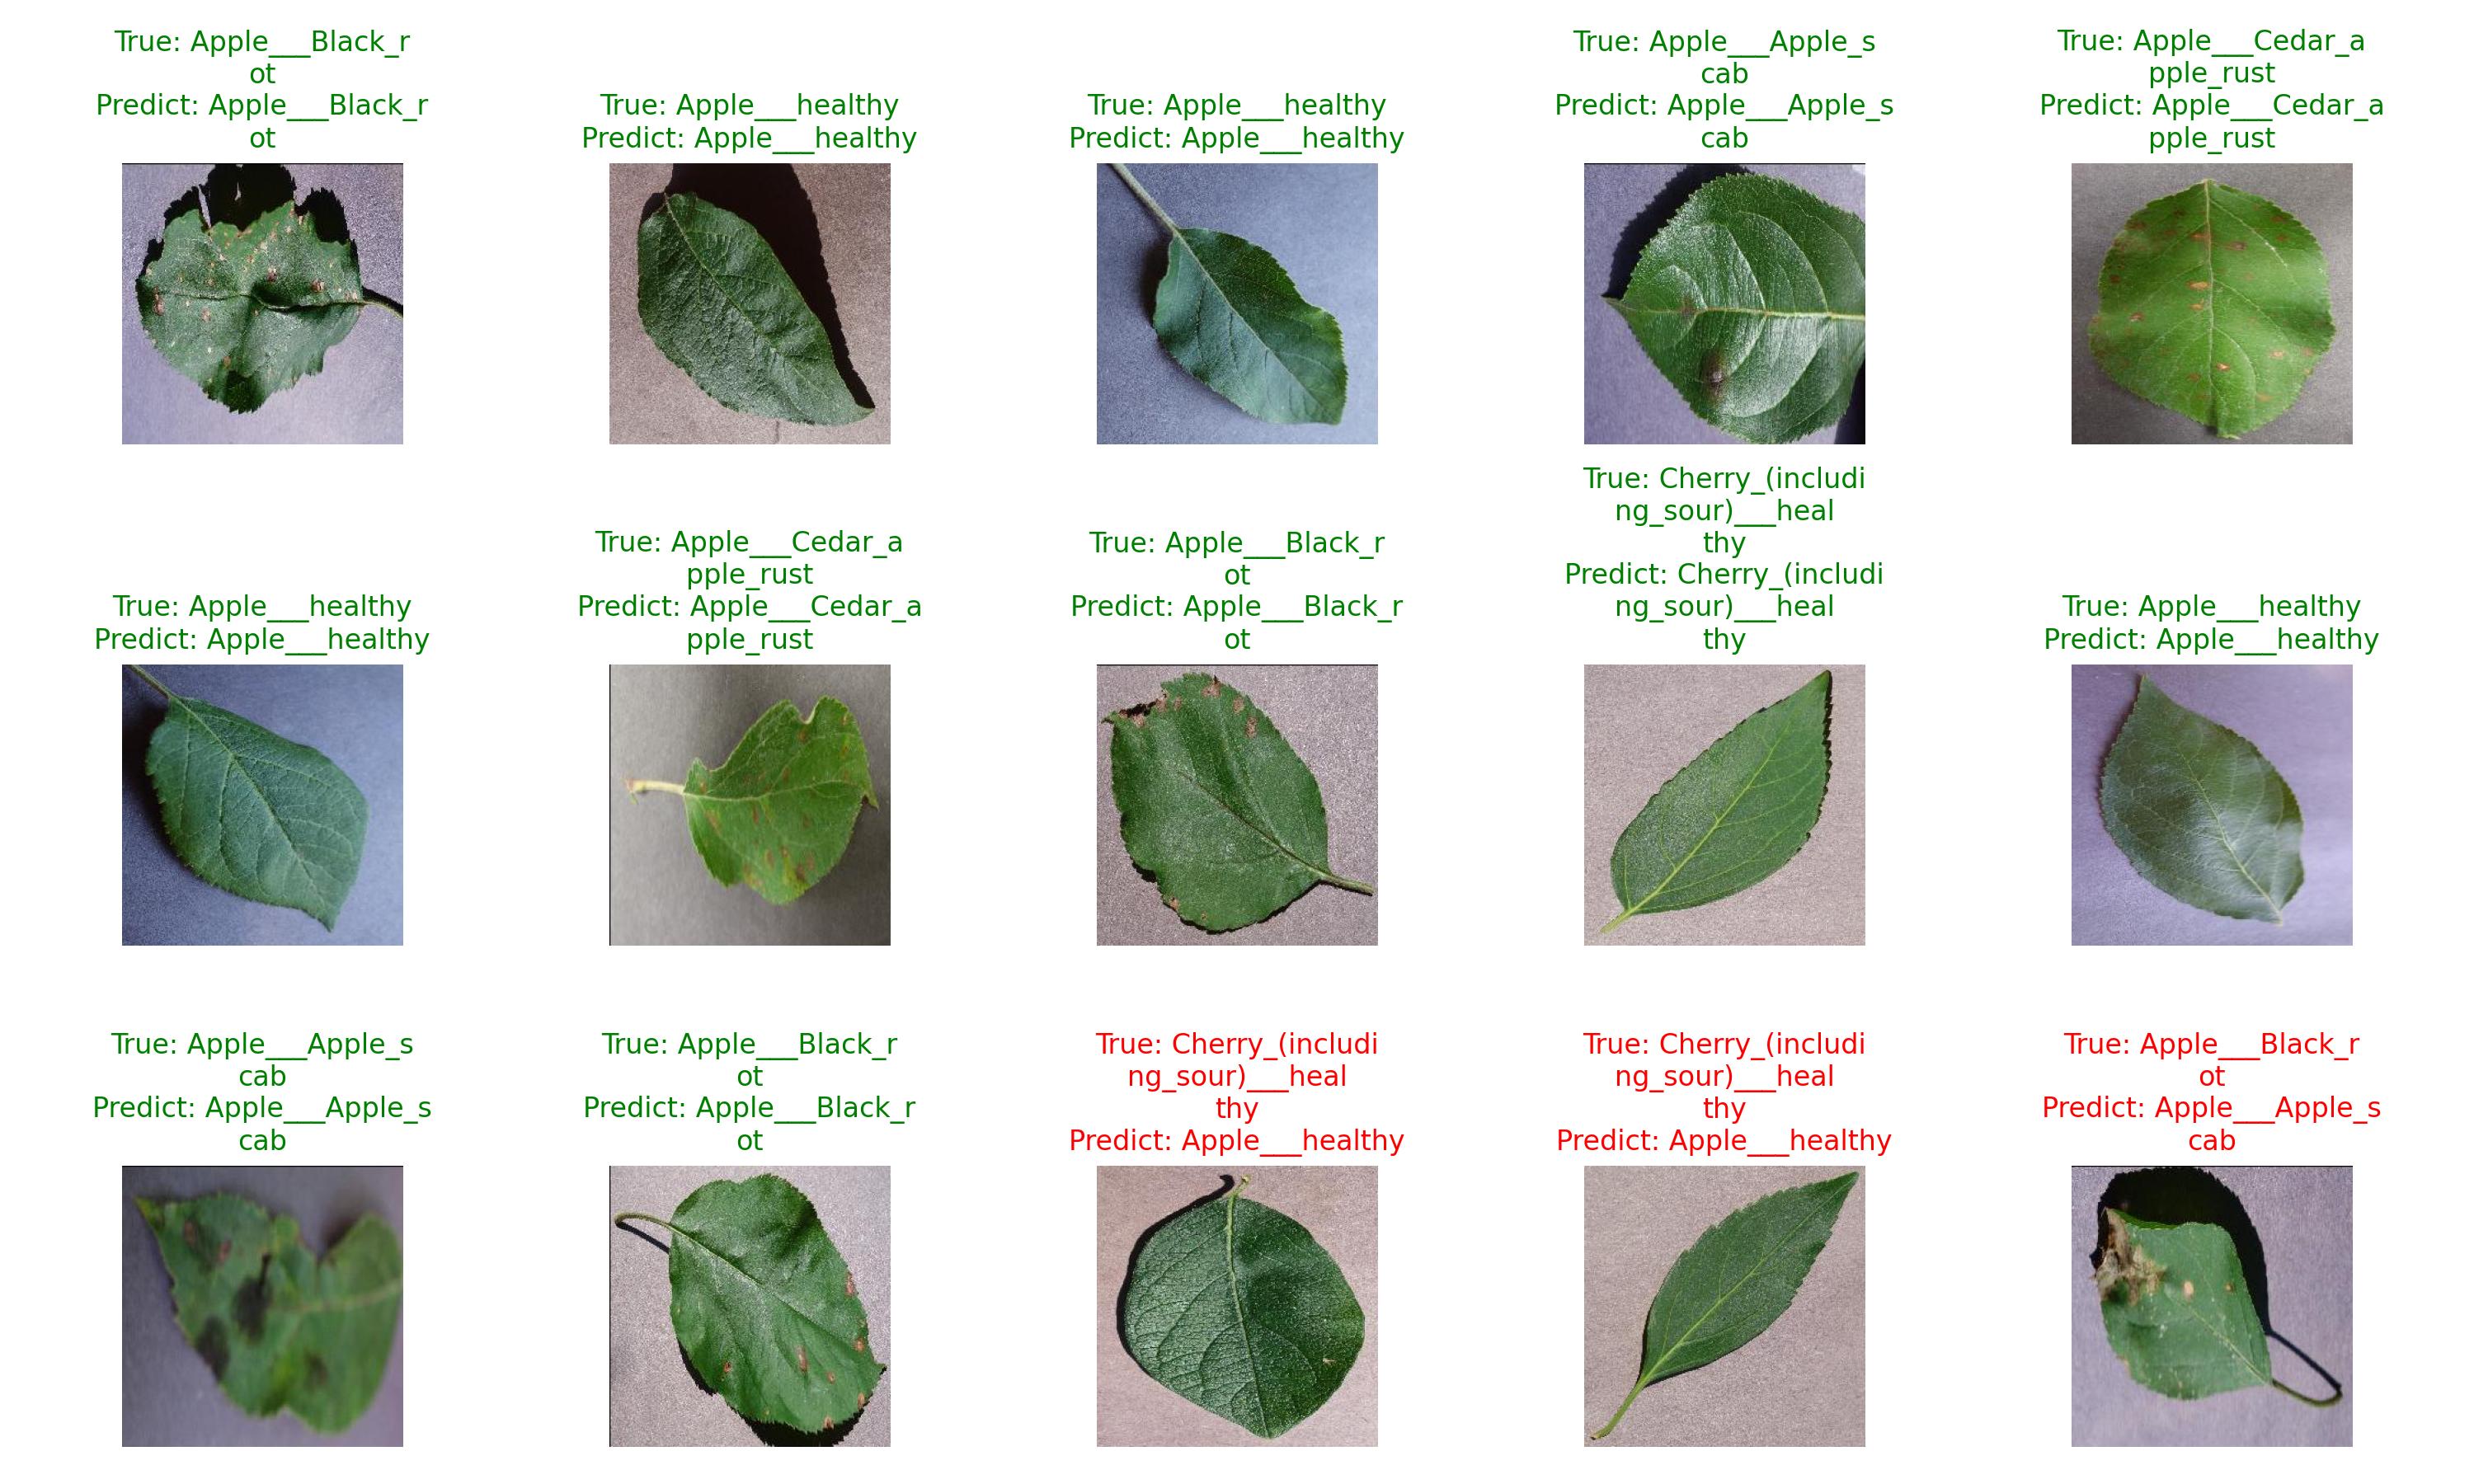 True: Apple___Black_r
ot
Predict: Apple___Black_r
ot
True: Apple___healthy
Predict: Apple___healthy
True: Apple___healthy
Predict: Apple___healthy
True: Apple___Apple_s
cab
Predict: Apple___Apple_s
cab
True: Apple___Cedar_a
pple_rust
Predict: Apple___Cedar_a
pple_rust
True: Apple___healthy
Predict: Apple___healthy
True: Apple___Cedar_a
pple_rust
Predict: Apple___Cedar_a
pple_rust
True: Apple___Black_r
ot
Predict: Apple___Black_r
ot
True: Cherry_(includi
ng_sour)___heal
thy
Predict: Cherry_(includi
ng_sour)___heal
thy
True: Apple___healthy
Predict: Apple___healthy
True: Apple___Apple_s
cab
Predict: Apple___Apple_s
cab
True: Apple___Black_r
ot
Predict: Apple___Black_r
ot
True: Cherry_(includi
ng_sour)___heal
thy
Predict: Apple___healthy
True: Cherry_(includi
ng_sour)___heal
thy
Predict: Apple___healthy
True: Apple___Black_r
ot
Predict: Apple___Apple_s
cab